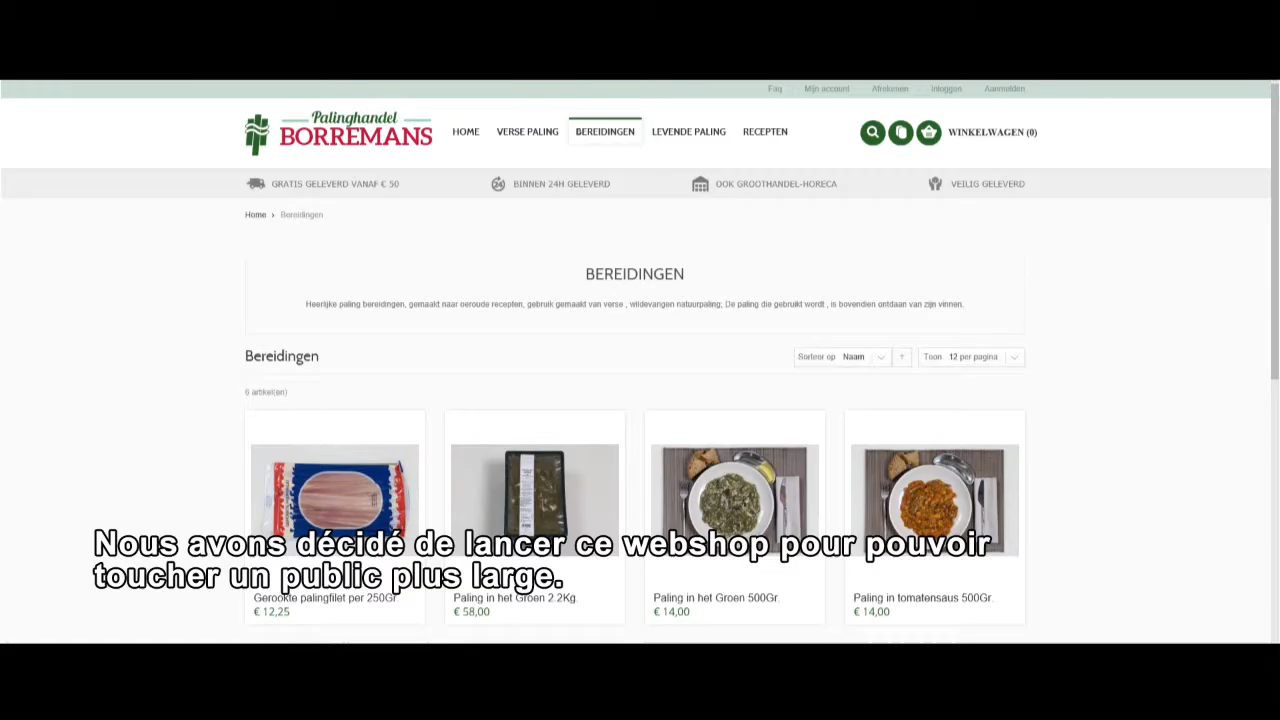 Faq Mijn account Afrekenen Inloggen Aanmelden
Palinghandel
BORREMANS
HOME VERSE PALING BEREIDINGEN LEVENDE PALING RECEPTEN
WINKELWAGEN (0)
GRATIS GELEVERD VANAF € 50
24 BINNEN 24H GELEVERD
OOK GROOTHANDEL-HORECA
VEILIG GELEVERD
Home › Bereidingen
BEREIDINGEN
Heerlijke paling bereidingen, gemaakt naar oeroude recepten, gebruik gemaakt van verse , wildevangen natuurpaling; De paling die gebruikt wordt , is bovendien ontdaan van zijn vinnen.
Bereidingen
Sorteer op Naam
Toon 12 per pagina
6 artikel(en)
Nous avons décidé de lancer ce webshop pour pouvoir
toucher un public plus large.
Gerookte palingfilet per 250Gr.
€ 12,25
Paling in het Groen 2.2Kg.
€ 58,00
Paling in het Groen 500Gr.
€ 14,00
Paling in tomatensaus 500Gr.
€ 14,00